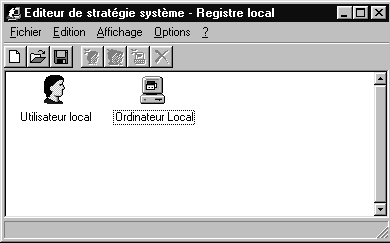 Editeur de stratégie système - Registre local
Fichier Edition Affichage Options ?
Utilisateur local Ordinateur Local